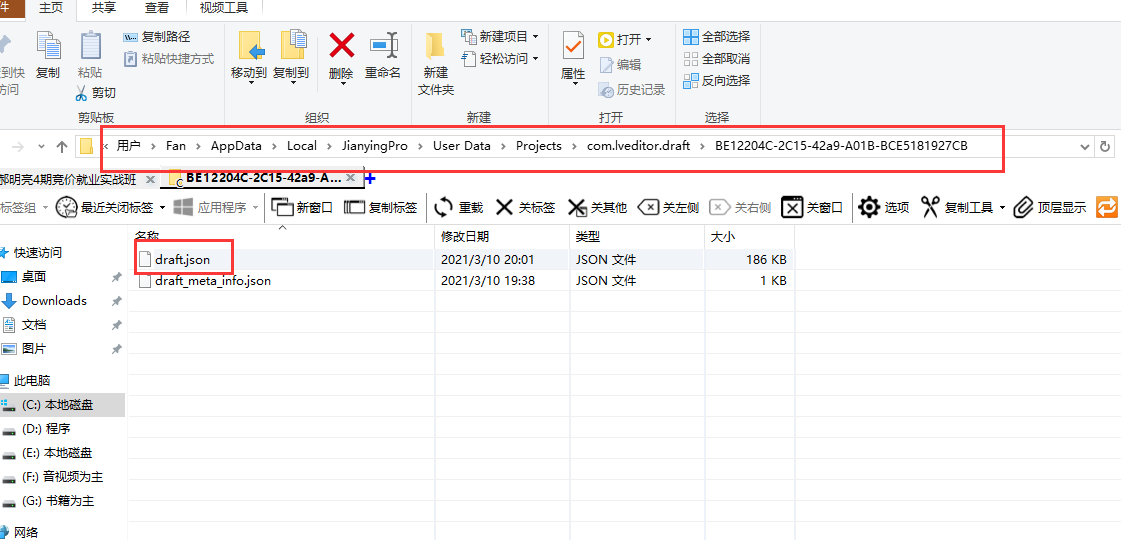 件 主页 共享 查看 视频工具
复制 粘贴 复制路径 粘贴快捷方式 剪切
剪贴板
移动到 复制到 删除 重命名
组织
新建
文件夹
新建项目
轻松访问
新建
属性 打开 编辑 历史记录
打开
全部选择
全部取消
反向选择
选择
« 用户 Fan AppData Local JianyingPro User Data Projects com.lveditor.draft BE12204C-2C15-42a9-A01B-BCE5181927CB
郝明亮4期竞价就业实战班 BE12204C-2C15-42a9-A...
标签组 最近关闭标签 应用程序 新窗口 复制标签 重载 关标签 关其他 关左侧 关右侧 关窗口 选项 复制工具 顶层显示
名称 修改日期 类型 大小
draft.json 2021/3/10 20:01 JSON 文件 186 KB
draft_meta_info.json 2021/3/10 19:38 JSON 文件 1 KB
快速访问
桌面
Downloads
文档
图片
此电脑
(C:) 本地磁盘
(D:) 程序
(E:) 本地磁盘
(F:) 音视频为主
(G:) 书籍为主
网络